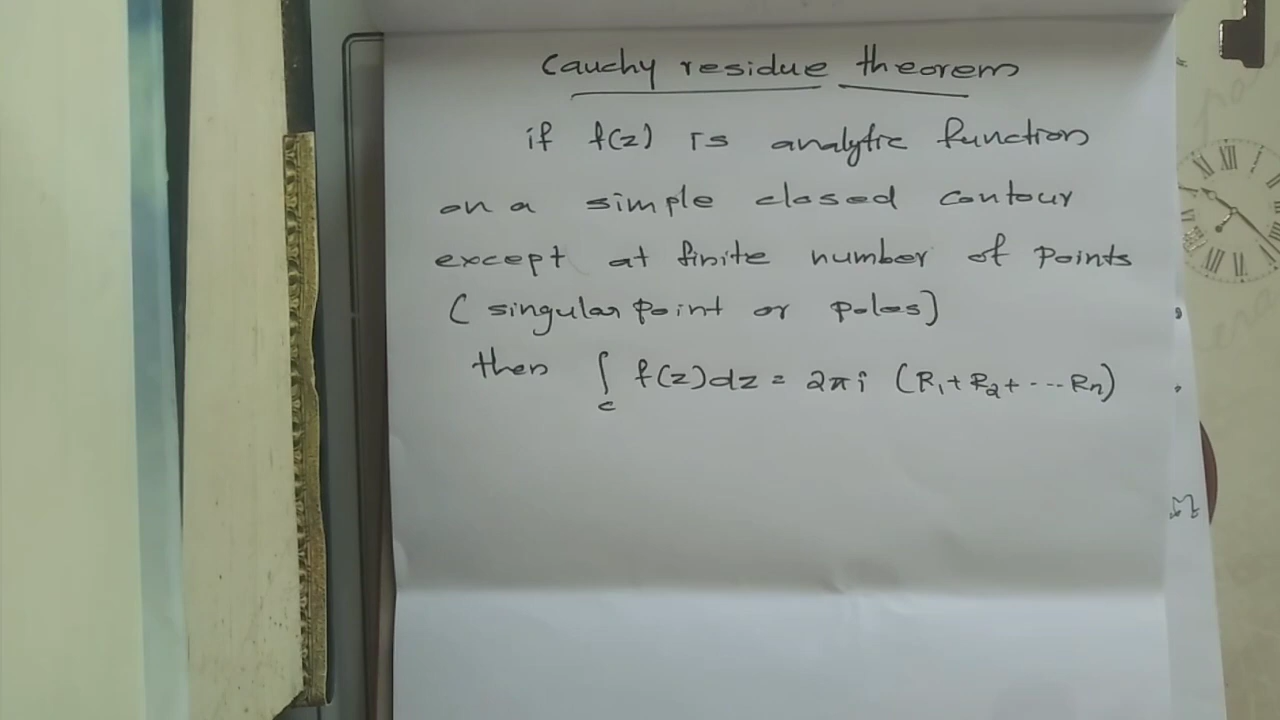 Cauchy residue theorem
if f(z) is analytic function
on a simple closed contour
except at finite number of points
( singular point or poles)
then ∫c f(z)dz = 2πi (R₁+R₂+---Rn)